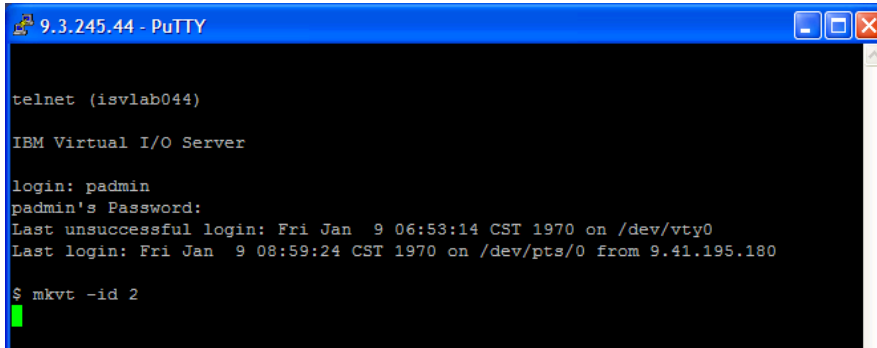 9.3.245.44 - PuTTY
telnet (isvlab044)
IBM Virtual I/O Server
login: padmin
padmin's Password:
Last unsuccessful login: Fri Jan  9 06:53:14 CST 1970 on /dev/vty0
Last login: Fri Jan  9 08:59:24 CST 1970 on /dev/pts/0 from 9.41.195.180
$ mkvt -id 2